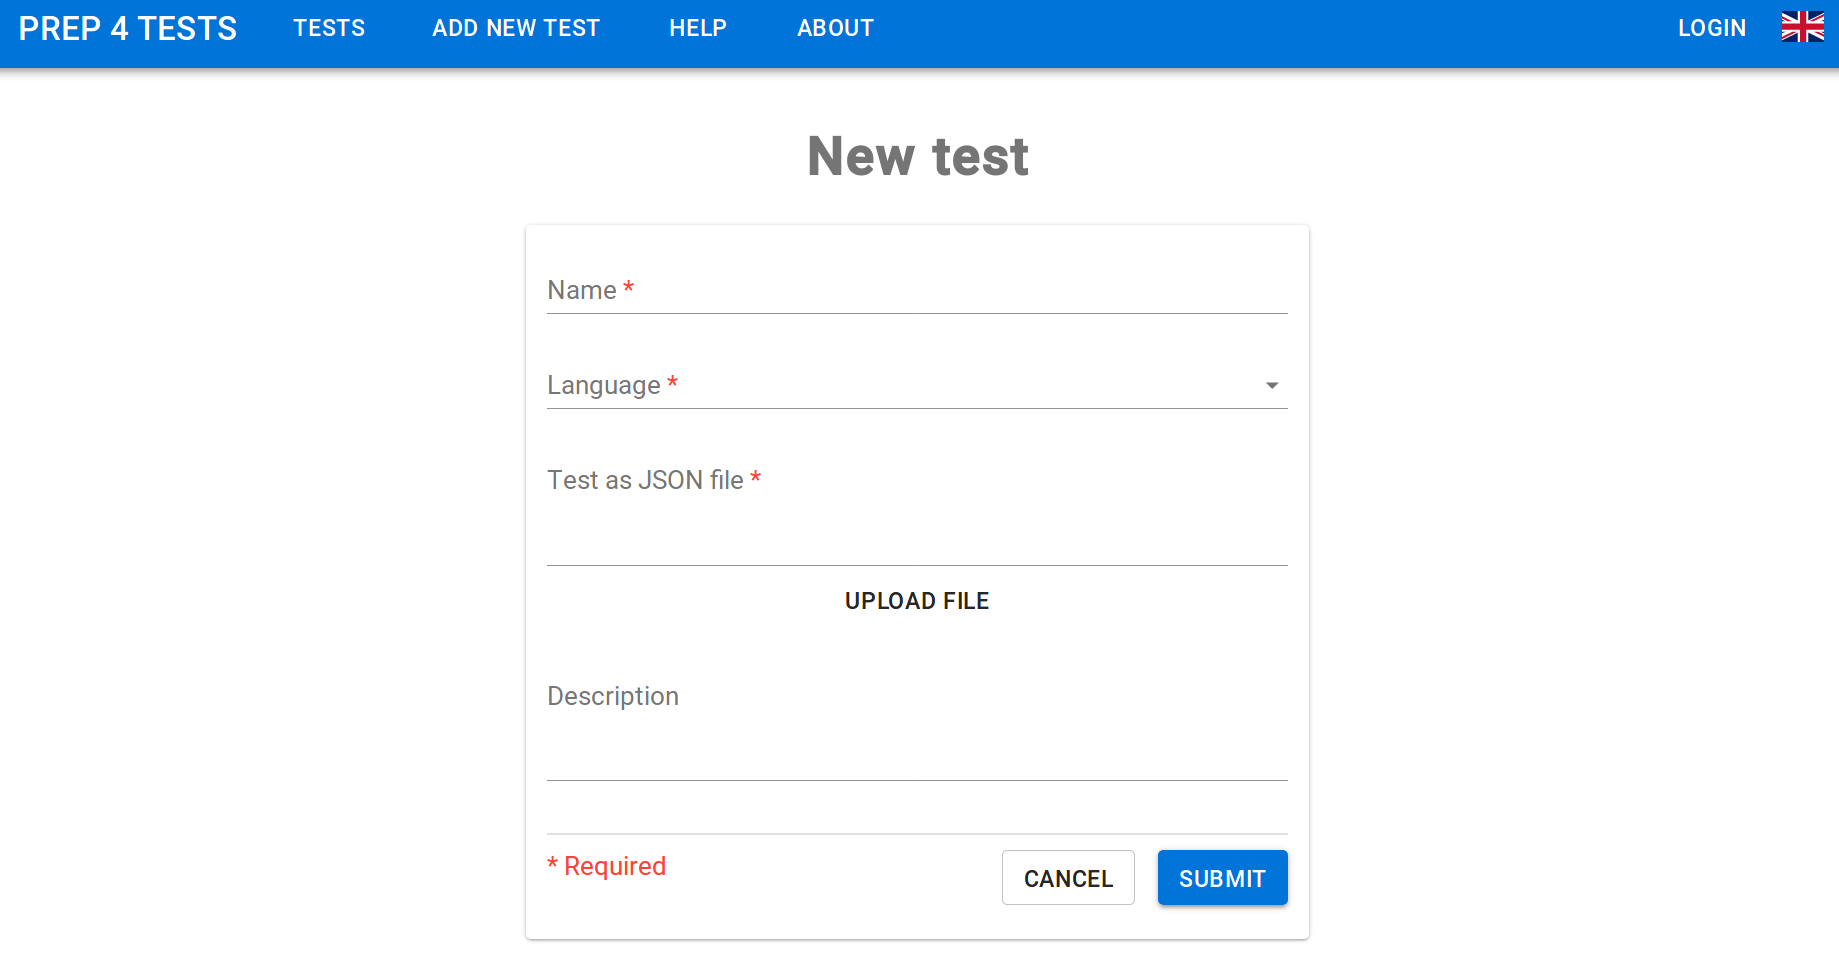 PREP 4 TESTS TESTS ADD NEW TEST HELP ABOUT LOGIN
New test
Name *
Language *
Test as JSON file *
UPLOAD FILE
Description
* Required CANCEL SUBMIT